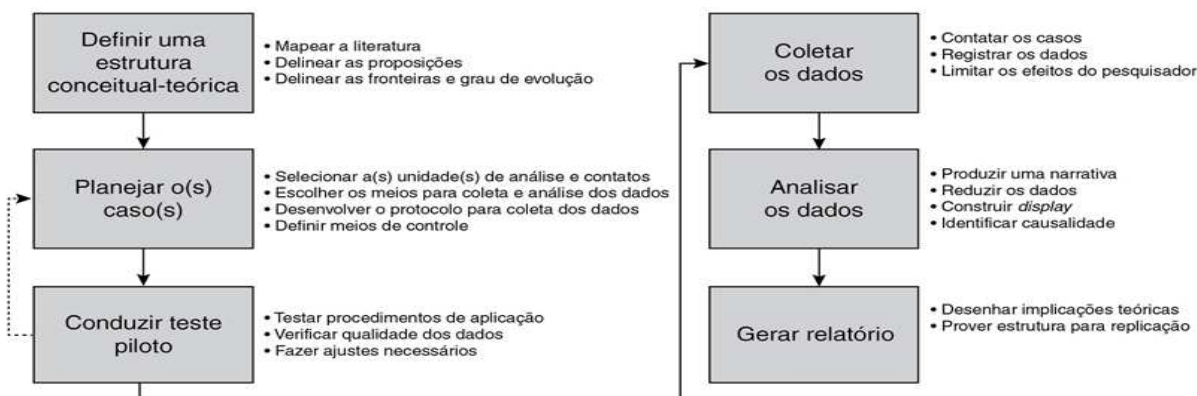 Definir uma
estrutura
conceitual-teórica
• Mapear a literatura
• Delinear as proposições
• Delinear as fronteiras e grau de evolução
Planejar o(s)
caso(s)
• Selecionar a(s) unidade(s) de análise e contatos
• Escolher os meios para coleta e análise dos dados
• Desenvolver o protocolo para coleta dos dados
• Definir meios de controle
Conduzir teste
piloto
• Testar procedimentos de aplicação
• Verificar qualidade dos dados
• Fazer ajustes necessários
Coletar
os dados
• Contatar os casos
• Registrar os dados
• Limitar os efeitos do pesquisador
Analisar
os dados
• Produzir uma narrativa
• Reduzir os dados
• Construir display
• Identificar causalidade
Gerar relatório
• Desenhar implicações teóricas
• Prover estrutura para replicação